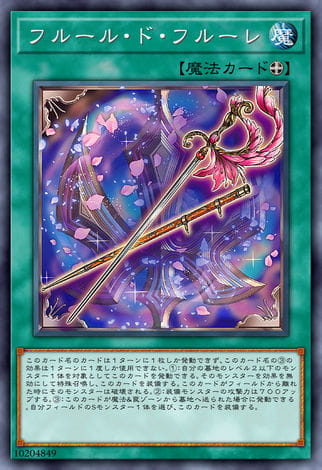 フルール・ド・フルーレ
魔
【魔法カード】
このカード名のカードは1ターンに1枚しか発動できず、このカード名の③の
効果は1ターンに1度しか使用できない。①:自分の墓地のレベル2以下のモン
スター1体を対象としてこのカードを発動できる。そのモンスターを効果を無
効にして特殊召喚し、このカードを装備する。このカードがフィールドから離れ
た時にそのモンスターは破壊される。②:装備モンスターの攻撃力は700アッ
プする。③:このカードが魔法&罠ゾーンから墓地へ送られた場合に発動できる。
自分フィールドのSモンスター1体を選び、このカードを装備する。
10204849